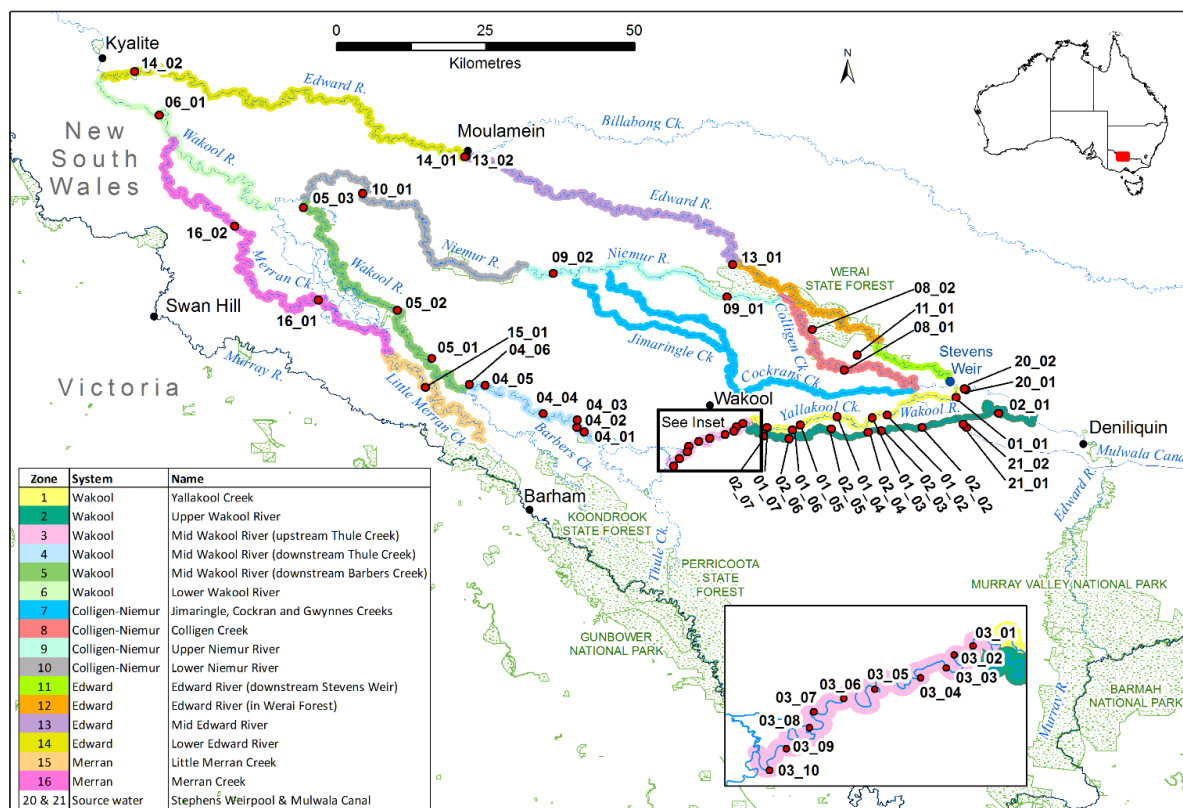 0 25 50
Kilometres
N
Kyalite
14_02
Edward R.
06_01
Billabong Ck.
New
South
Wales
Wakool R.
Moulamein
14_01
13_02
10_01
05_03
Edward R.
16_02
Niemur R.
09_02
Niemur R.
13_01
WERAI
STATE FOREST
Merran Ck.
Wakool R.
09_01
08_02
Swan Hill
16_01
05_02
Colligen Ck.
11_01
15_01
Jimaringle Ck
08_01
05_01
04_06
Stevens
Weir
20_02
Murray R.
Cockrans Ck.
20_01
Victoria
04_05
Wakool
Little Merran Ck
04_04
04_03
See Inset
Yallakool Ck.
Wakool R.
02_01
04_02
04_01
Barbers Ck.
Deniliquin
01_01
Mulwala Canal
21_02
21_01
02_07
01_07
02_06
01_06
01_05
02_05
02_04
01_04
01_03
02_03
01_02
02_02
Edward R.
Barham
KOONDROOK
STATE FOREST
Thule Ck.
PERRICOOTA
STATE
FOREST
MURRAY VALLEY NATIONAL PARK
GUNBOWER
NATIONAL PARK
Murray R.
BARMAH
NATIONAL PARK
03_01
03_02
03_03
03_05
03_04
03_06
03_07
03_08
03_09
03_10
Zone System Name
1 Wakool Yallakool Creek
2 Wakool Upper Wakool River
3 Wakool Mid Wakool River (upstream Thule Creek)
4 Wakool Mid Wakool River (downstream Thule Creek)
5 Wakool Mid Wakool River (downstream Barbers Creek)
6 Wakool Lower Wakool River
7 Colligen-Niemur Jimaringle, Cockran and Gwynnes Creeks
8 Colligen-Niemur Colligen Creek
9 Colligen-Niemur Upper Niemur River
10 Colligen-Niemur Lower Niemur River
11 Edward Edward River (downstream Stevens Weir)
12 Edward Edward River (in Werai Forest)
13 Edward Mid Edward River
14 Edward Lower Edward River
15 Merran Little Merran Creek
16 Merran Merran Creek
20 & 21 Source water Stephens Weirpool & Mulwala Canal